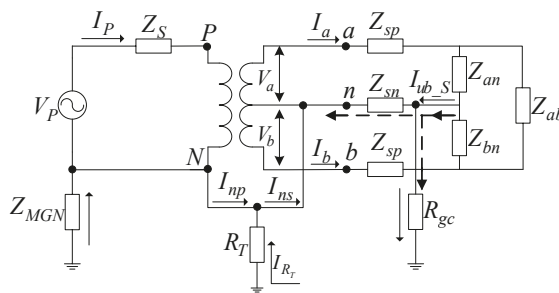 I_P
Z_S
P
I_a
a
Z_sp
V_P
V_a
n
Z_sn
I_ub_S
Z_an
Z_ab
V_b
Z_bn
N
I_b
b
Z_sp
Z_MGN
I_np
I_ns
R_T
I_R_T
R_gc